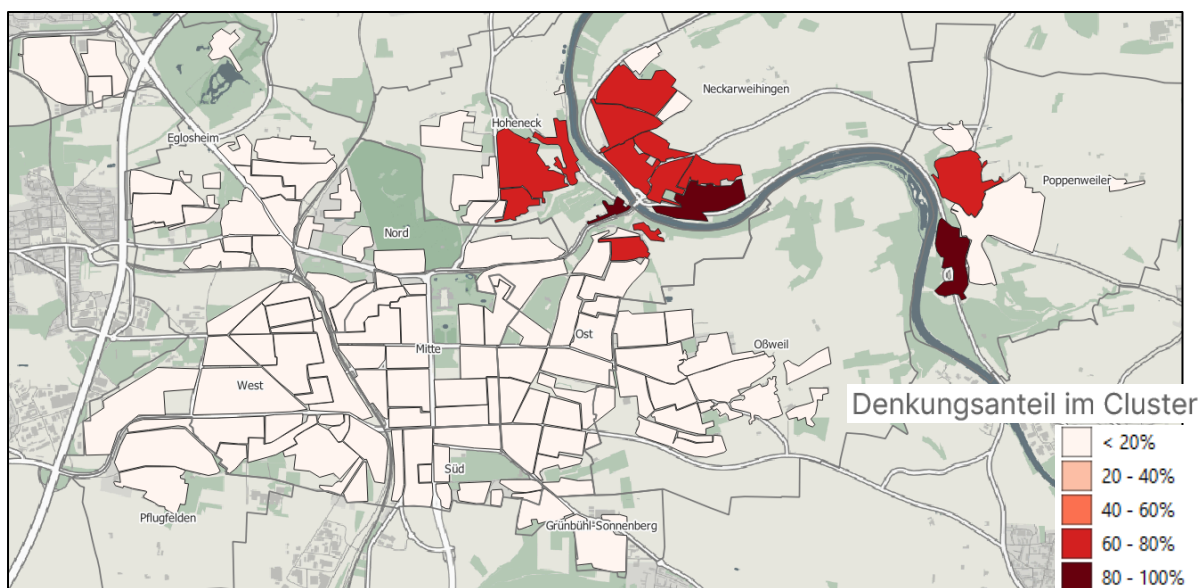 Neckarweihingen
Hoheneck
Eglosheim
Poppenweiler
Nord
Ost
Oßweil
Mitte
West
Denkungsanteil im Cluster
< 20%
20 - 40%
40 - 60%
60 - 80%
80 - 100%
Süd
Pflugfelden
Grünbühl-Sonnenberg